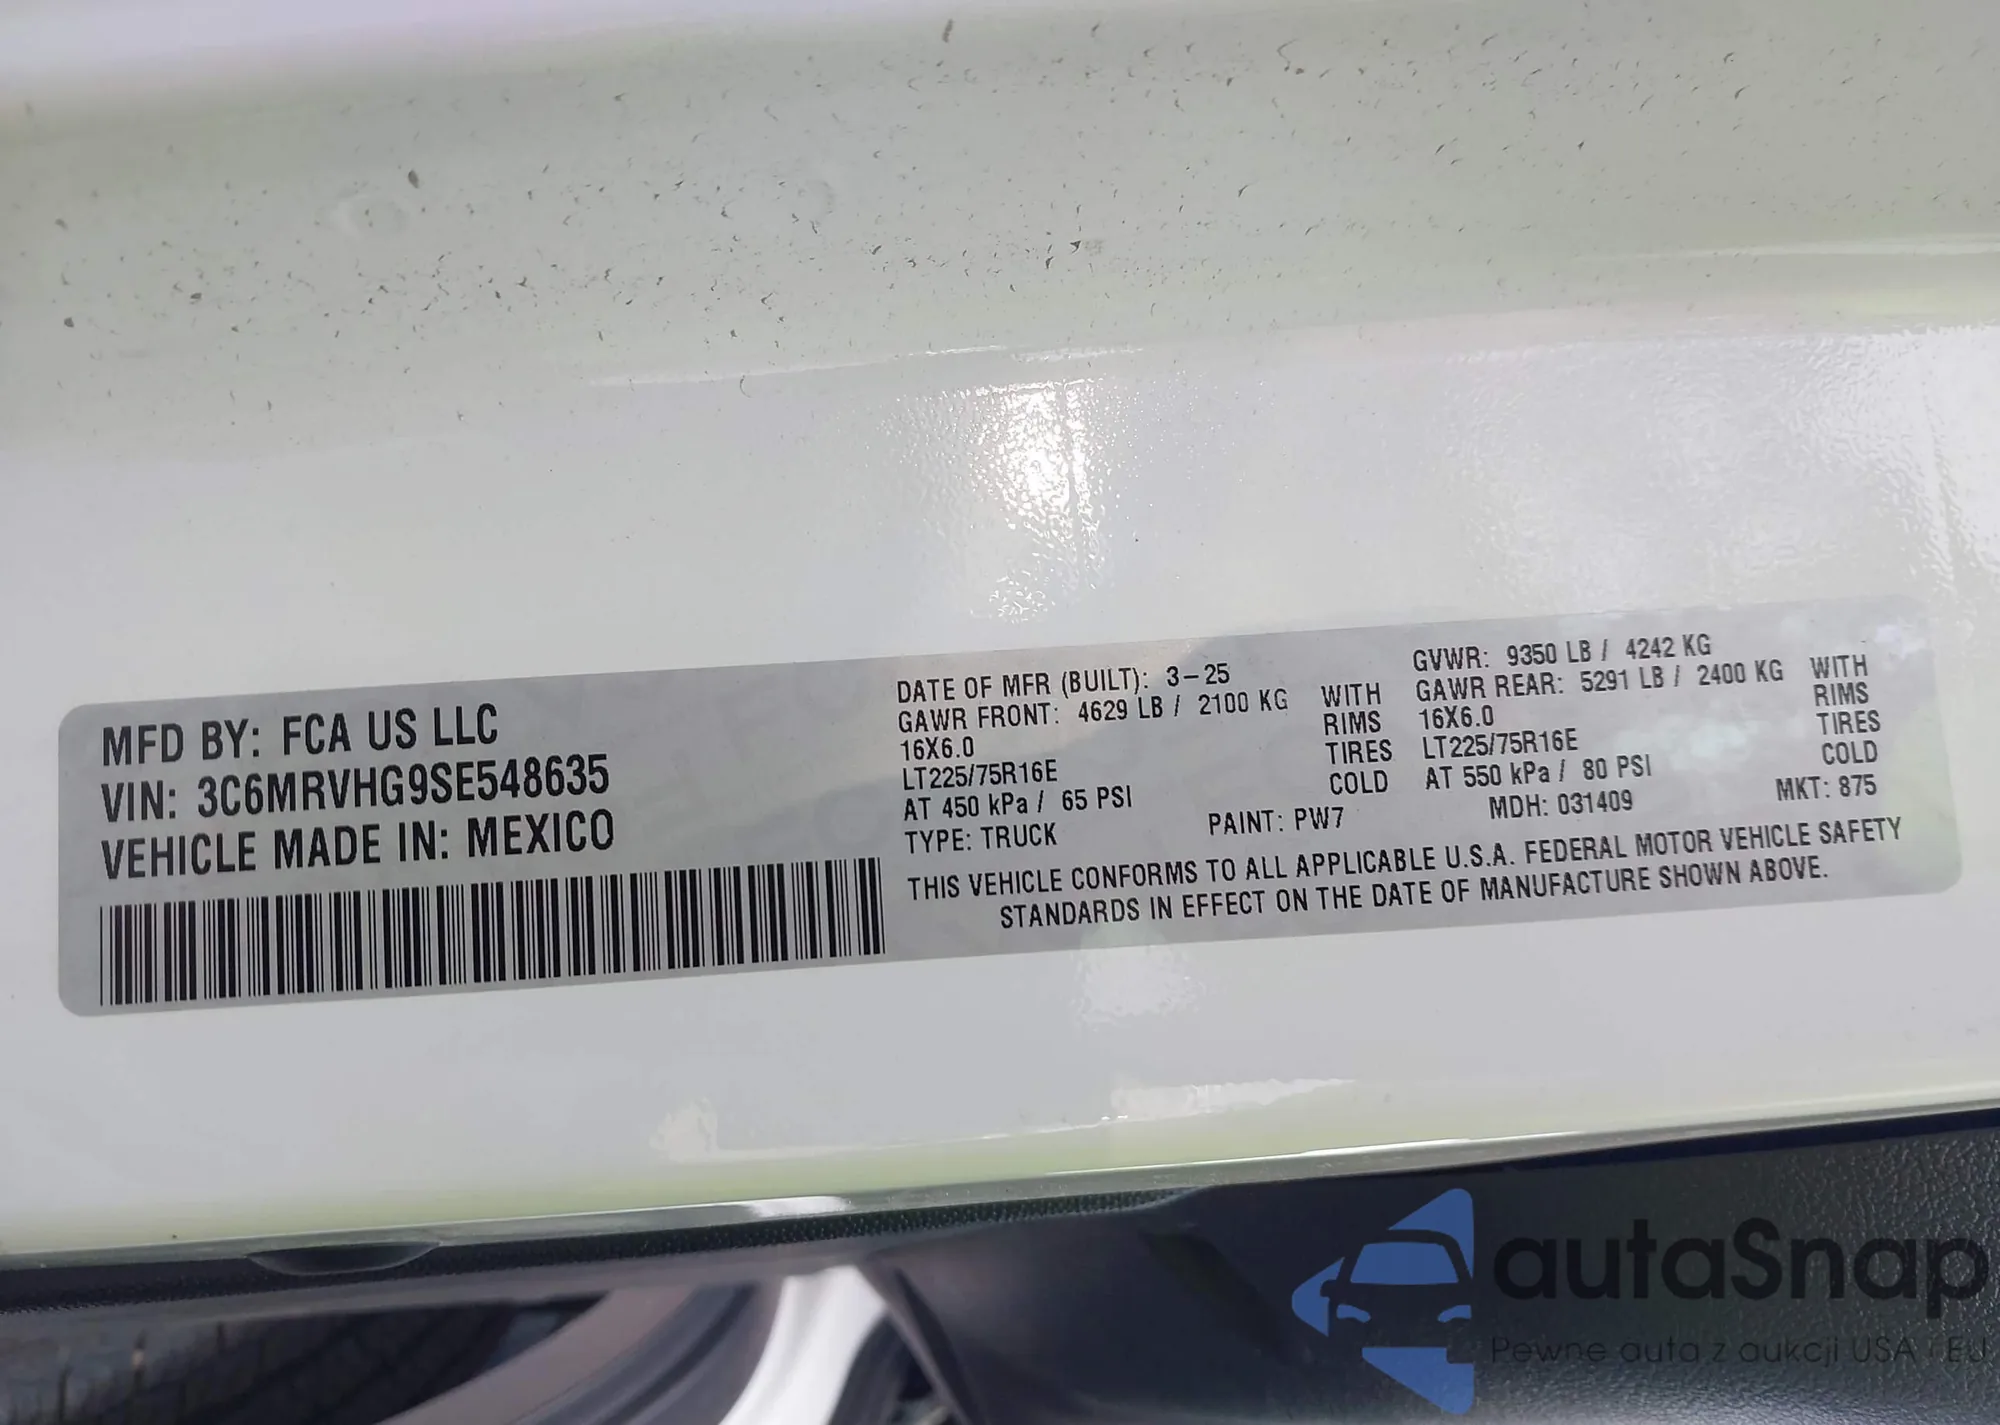 MFD BY: FCA US LLC
VIN: 3C6MRVHG9SE548635
VEHICLE MADE IN: MEXICO
DATE OF MFR (BUILT): 3-25
GAWR FRONT: 4629 LB / 2100 KG WITH
16X6.0 RIMS
LT225/75R16E TIRES
AT 450 kPa / 65 PSI COLD
GVWR: 9350 LB / 4242 KG
GAWR REAR: 5291 LB / 2400 KG WITH
16X6.0 RIMS
LT225/75R16E TIRES
AT 550 kPa / 80 PSI COLD
TYPE: TRUCK PAINT: PW7 MDH: 031409 MKT: 875
THIS VEHICLE CONFORMS TO ALL APPLICABLE U.S.A. FEDERAL MOTOR VEHICLE SAFETY
STANDARDS IN EFFECT ON THE DATE OF MANUFACTURE SHOWN ABOVE.
autaSnap
Pewne auta z aukcji USA i EU